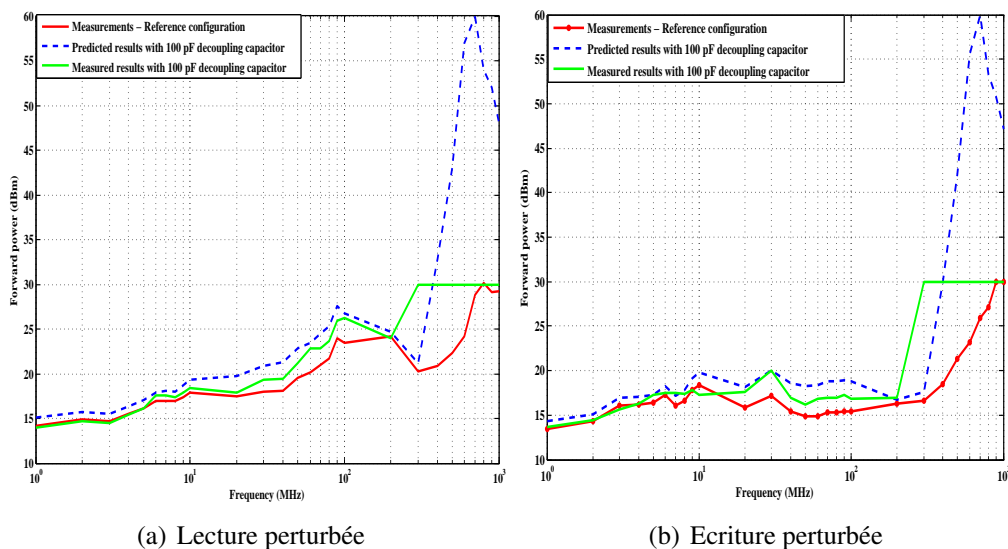 60
55
50
45
40
35
30
25
20
15
10
Forward power (dBm)
Measurements – Reference configuration
Predicted results with 100 pF decoupling capacitor
Measured results with 100 pF decoupling capacitor
10^0
10^1
10^2
10^3
Frequency (MHz)
(a) Lecture perturbée
60
55
50
45
40
35
30
25
20
15
10
Forward power (dBm)
Measurements – Reference configuration
Predicted results with 100 pF decoupling capacitor
Measured results with 100 pF decoupling capacitor
10^0
10^1
10^2
10
Frequency (MHz)
(b) Ecriture perturbée